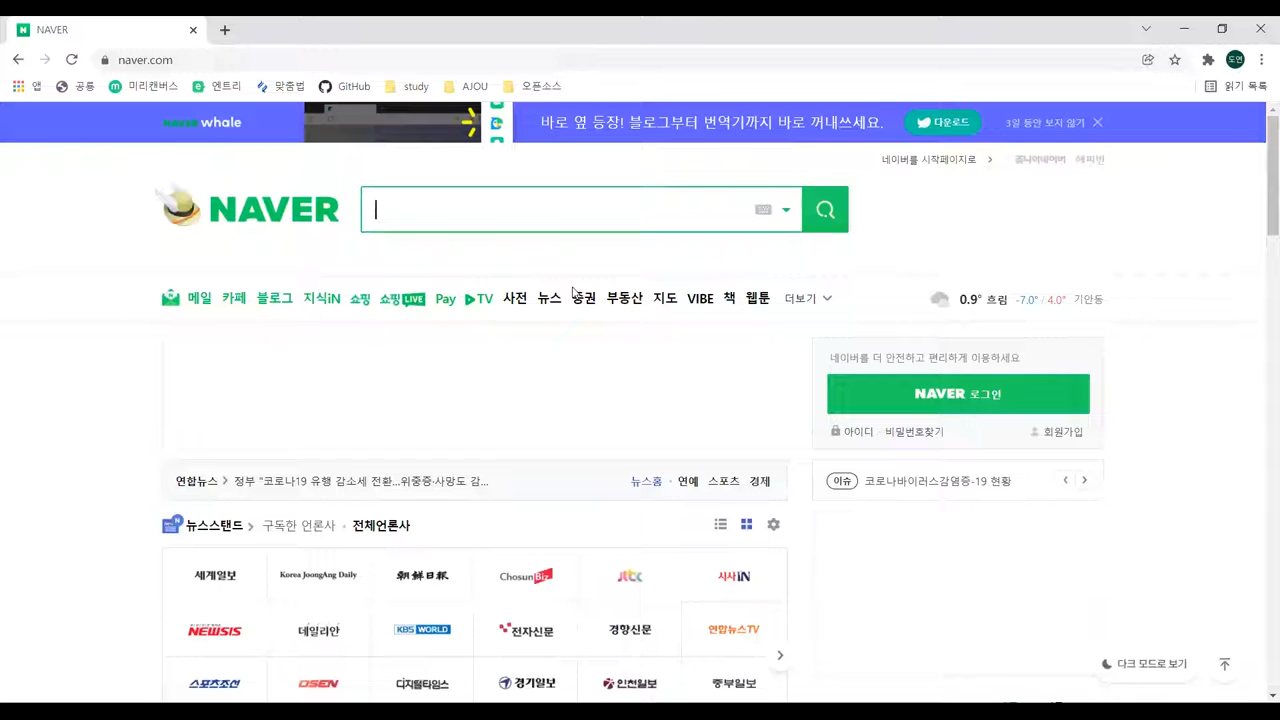 NAVER
naver.com
앱 공룡 미리캔버스 엔트리 맞춤법 GitHub study AJOU 오픈소스 읽기 목록
도연
NAVER whale 바로 옆 등장! 블로그부터 번역기까지 바로 꺼내쓰세요. 다운로드 3일 동안 보지 않기
네이버를 시작페이지로 쥬니어네이버 해피빈
NAVER
메일 카페 블로그 지식iN 쇼핑 쇼핑LIVE Pay TV 사전 뉴스 증권 부동산 지도 VIBE 책 웹툰 더보기 0.9° 흐림 -7.0° / 4.0° 기안동
네이버를 더 안전하고 편리하게 이용하세요
NAVER 로그인
아이디 · 비밀번호찾기 회원가입
연합뉴스 정부 "코로나19 유행 감소세 전환...위중증·사망도 감... 뉴스홈 · 연예 스포츠 경제 이슈 코로나바이러스감염증-19 현황
뉴스스탠드 구독한 언론사 · 전체언론사
세계일보 Korea JoongAng Daily 朝鮮日報 ChosunBiz JTBC 시사iN
NEWSIS 데일리안 KBS WORLD 전자신문 경향신문 연합뉴스TV
스포츠조선 OSEN 디지털타임스 경기일보 인천일보 중부일보
다크 모드로 보기